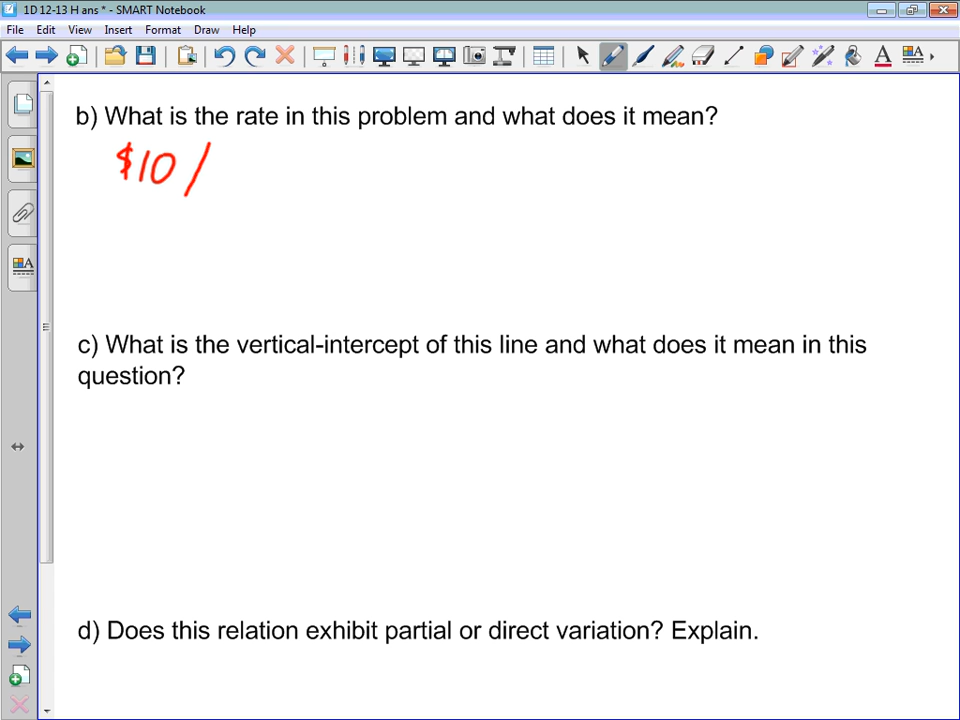 1D 12-13 H ans * - SMART Notebook
File Edit View Insert Format Draw Help
b) What is the rate in this problem and what does it mean?
$10 /
c) What is the vertical-intercept of this line and what does it mean in this
question?
d) Does this relation exhibit partial or direct variation? Explain.